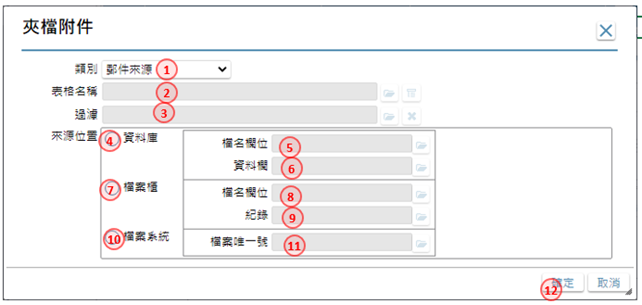 夾檔附件
類別 郵件來源 1
表格名稱 2
過濾 3
來源位置 4 資料庫 檔名欄位 5
資料欄 6
7 檔案櫃 檔名欄位 8
紀錄 9
10 檔案系統 檔案唯一號 11
12 確定 取消